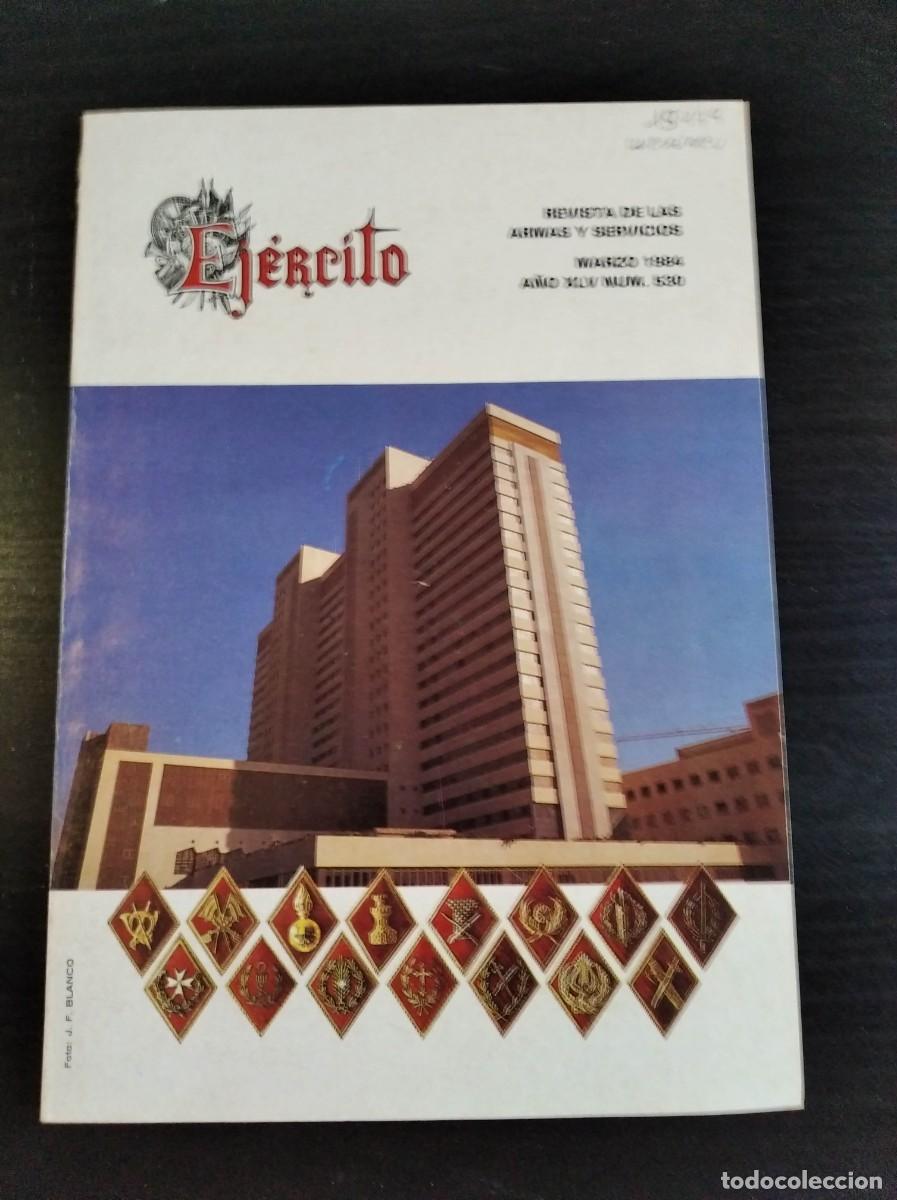 Ejército
REVISTA DE LAS
ARMAS Y SERVICIOS
MARZO 1984
AÑO XLV NUM. 530
Foto: J. F. BLANCO
todocoleccion